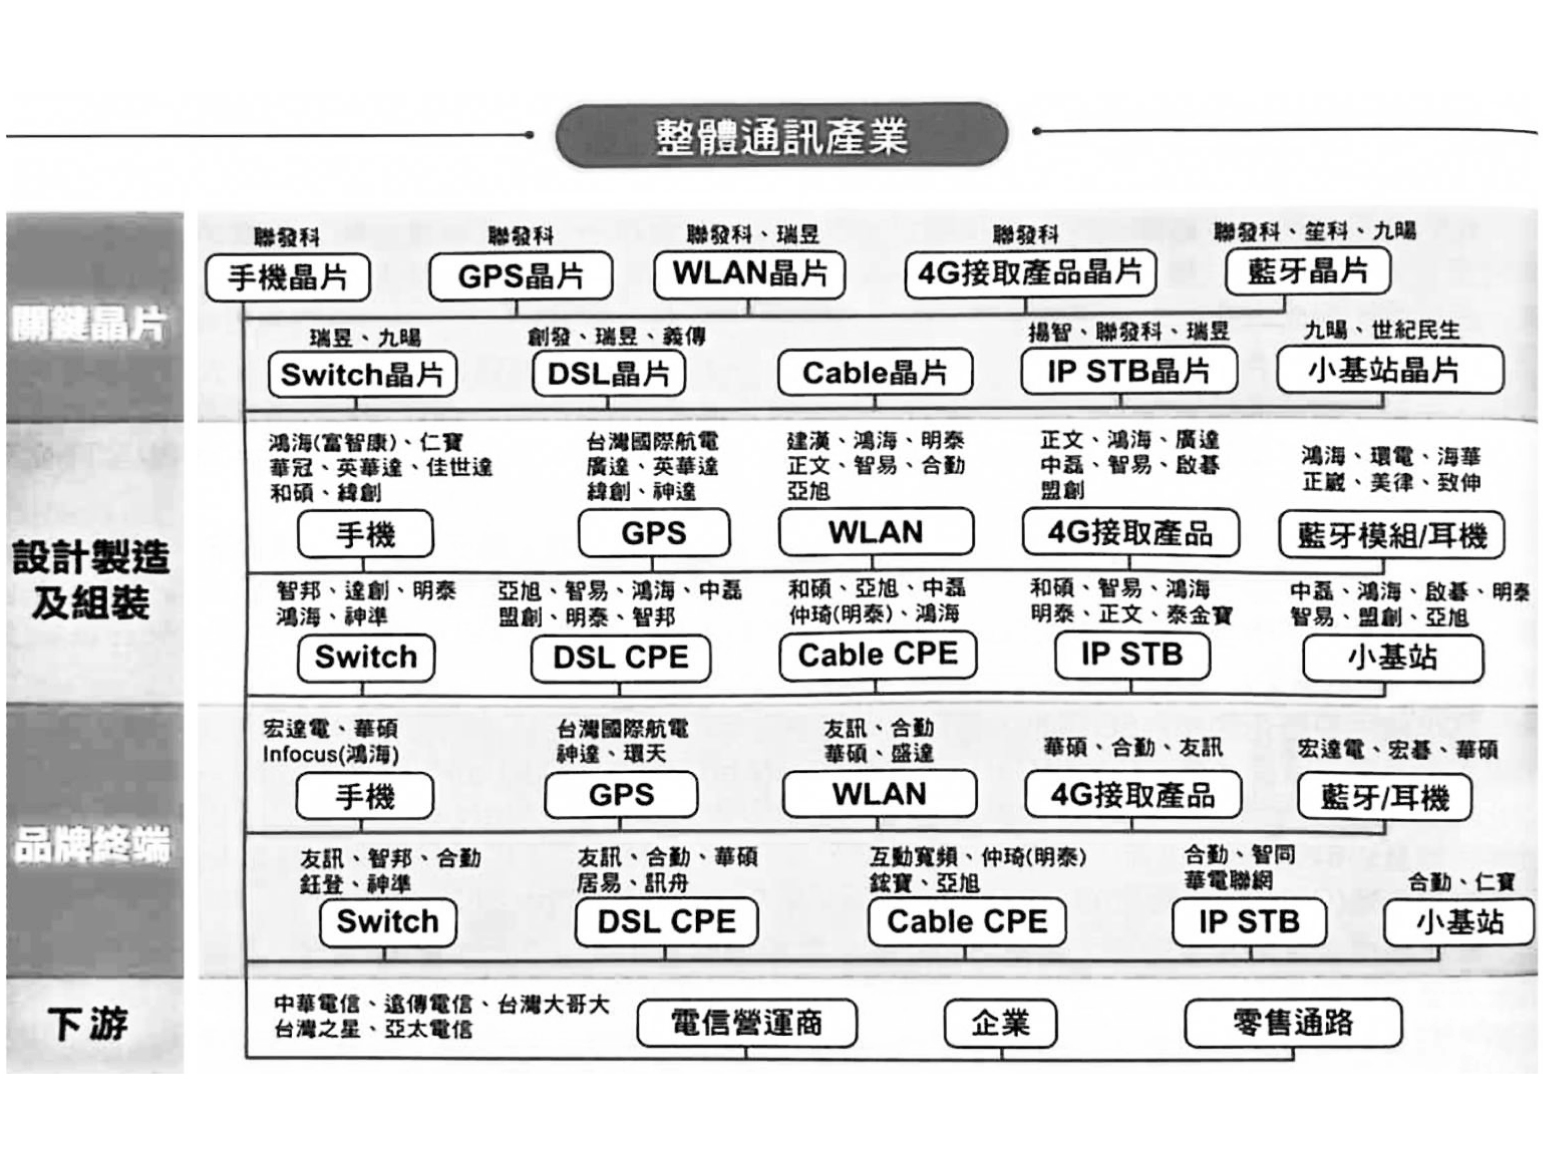 整體通訊產業
關鍵晶片
聯發科
手機晶片
聯發科
GPS晶片
聯發科、瑞昱
WLAN晶片
聯發科
4G接取產品晶片
聯發科、笙科、九暘
藍牙晶片
瑞昱、九暘
Switch晶片
創發、瑞昱、義傳
DSL晶片
Cable晶片
揚智、聯發科、瑞昱
IP STB晶片
九暘、世紀民生
小基站晶片
設計製造
及組裝
鴻海(富智康)、仁寶
華冠、英華達、佳世達
和碩、緯創
手機
台灣國際航電
廣達、英華達
緯創、神達
GPS
建漢、鴻海、明泰
正文、智易、合勤
亞旭
WLAN
正文、鴻海、廣達
中磊、智易、啟碁
盟創
4G接取產品
鴻海、環電、海華
正崴、美律、致伸
藍牙模組/耳機
智邦、達創、明泰
鴻海、神準
Switch
亞旭、智易、鴻海、中磊
盟創、明泰、智邦
DSL CPE
和碩、亞旭、中磊
仲琦(明泰)、鴻海
Cable CPE
和碩、智易、鴻海
明泰、正文、泰金寶
IP STB
中磊、鴻海、啟碁、明泰
智易、盟創、亞旭
小基站
品牌終端
宏達電、華碩
Infocus(鴻海)
手機
台灣國際航電
神達、環天
GPS
友訊、合勤
華碩、盛達
WLAN
華碩、合勤、友訊
4G接取產品
宏達電、宏碁、華碩
藍牙/耳機
友訊、智邦、合勤
鈺登、神準
Switch
友訊、合勤、華碩
居易、訊舟
DSL CPE
互動寬頻、仲琦(明泰)
鋐寶、亞旭
Cable CPE
合勤、智同
華電聯網
IP STB
合勤、仁寶
小基站
下游
中華電信、遠傳電信、台灣大哥大
台灣之星、亞太電信
電信營運商
企業
零售通路